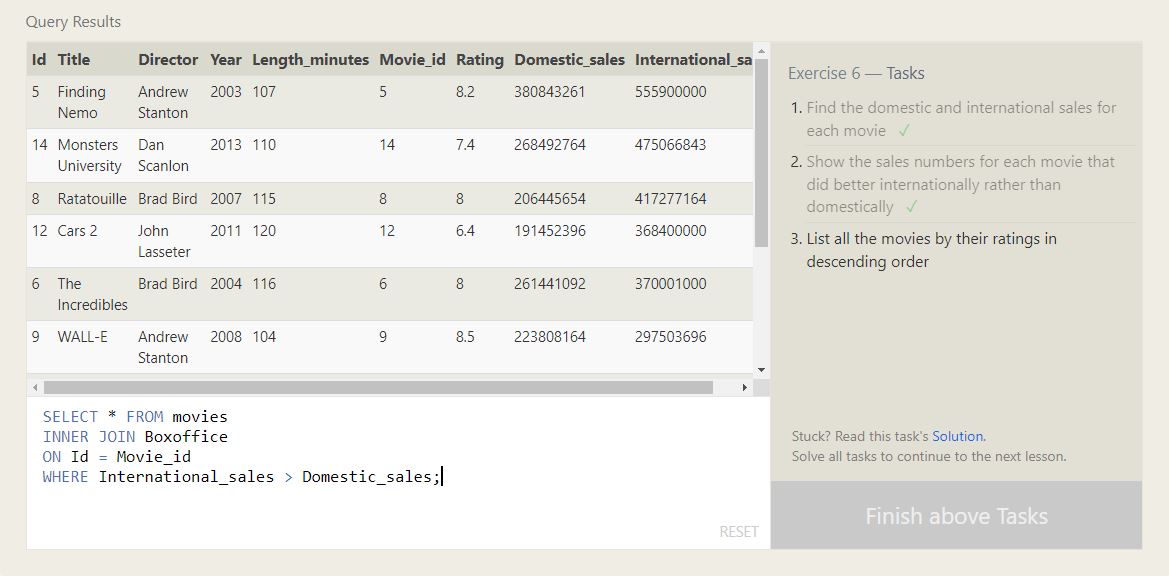 Query Results
Id Title Director Year Length_minutes Movie_id Rating Domestic_sales International_sa
5 Finding Andrew 2003 107 5 8.2 380843261 555900000
Nemo Stanton
14 Monsters Dan 2013 110 14 7.4 268492764 475066843
University Scanlon
8 Ratatouille Brad Bird 2007 115 8 8 206445654 417277164
12 Cars 2 John 2011 120 12 6.4 191452396 368400000
Lasseter
6 The Brad Bird 2004 116 6 8 261441092 370001000
Incredibles
9 WALL-E Andrew 2008 104 9 8.5 223808164 297503696
Stanton
SELECT * FROM movies
INNER JOIN Boxoffice
ON Id = Movie_id
WHERE International_sales > Domestic_sales;
RESET
Exercise 6 — Tasks
1. Find the domestic and international sales for
each movie ✓
2. Show the sales numbers for each movie that
did better internationally rather than
domestically ✓
3. List all the movies by their ratings in
descending order
Stuck? Read this task's Solution.
Solve all tasks to continue to the next lesson.
Finish above Tasks